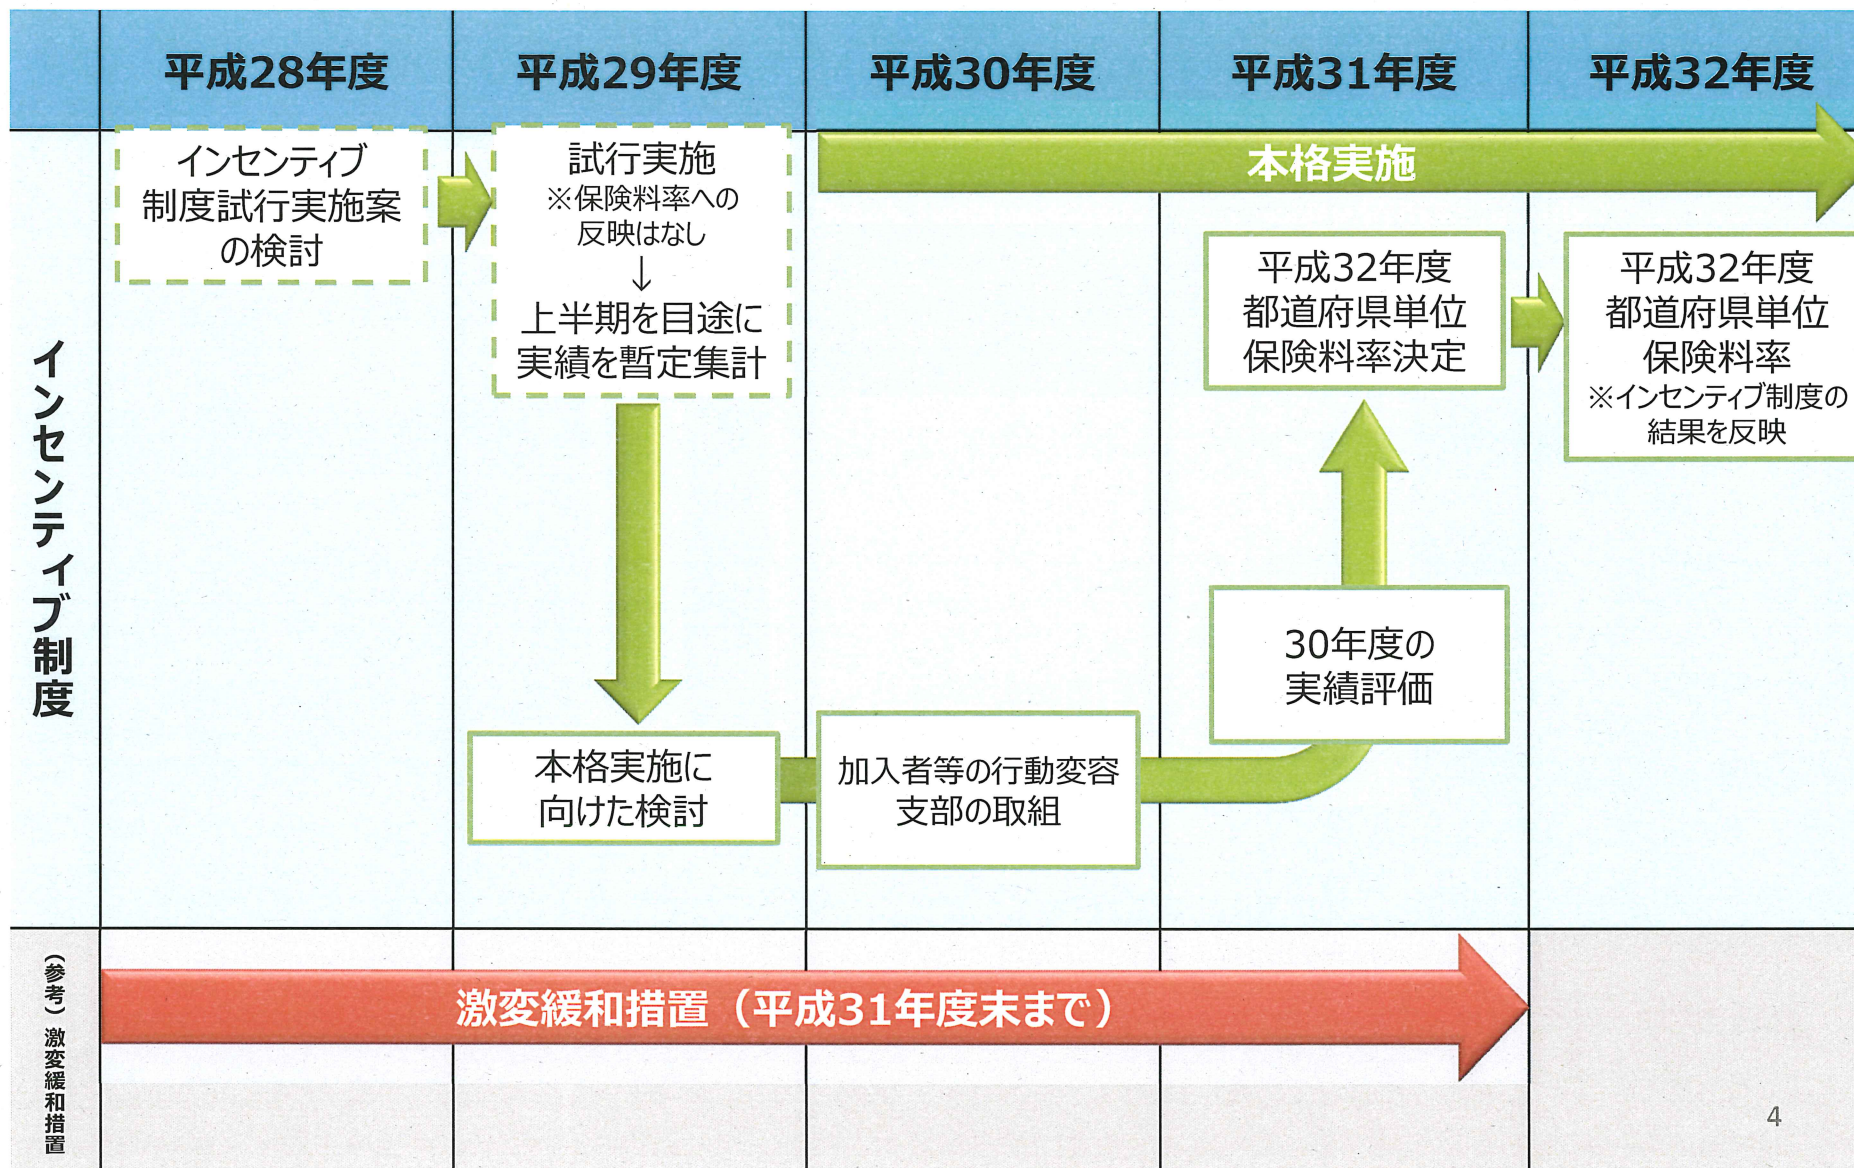 平成28年度
平成29年度
平成30年度
平成31年度
平成32年度
インセンティブ制度
インセンティブ
制度試行実施案
の検討
試行実施
※保険料率への
反映はなし
↓
上半期を目途に
実績を暫定集計
本格実施
平成32年度
都道府県単位
保険料率決定
平成32年度
都道府県単位
保険料率
※インセンティブ制度の
結果を反映
30年度の
実績評価
本格実施に
向けた検討
加入者等の行動変容
支部の取組
(参考)激変緩和措置
激変緩和措置(平成31年度末まで)
4